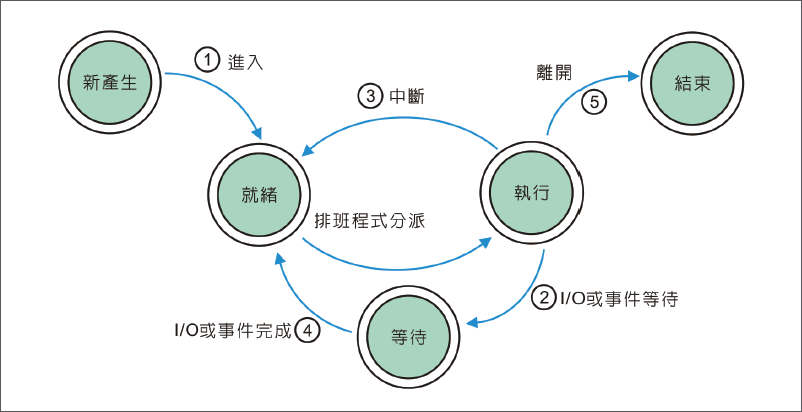 新產生
① 進入
離開
⑤
結束
③ 中斷
就緒
執行
排班程式分派
② I/O或事件等待
I/O或事件完成 ④
等待